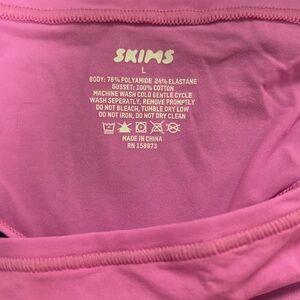 SKIMS
L
BODY: 76% POLYAMIDE 24% ELASTANE
GUSSET: 100% COTTON
MACHINE WASH COLD GENTLE CYCLE
WASH SEPERATLY, REMOVE PROMPTLY
DO NOT BLEACH, TUMBLE DRY LOW
DO NOT IRON, DO NOT DRY CLEAN
MADE IN CHINA
RN 158973